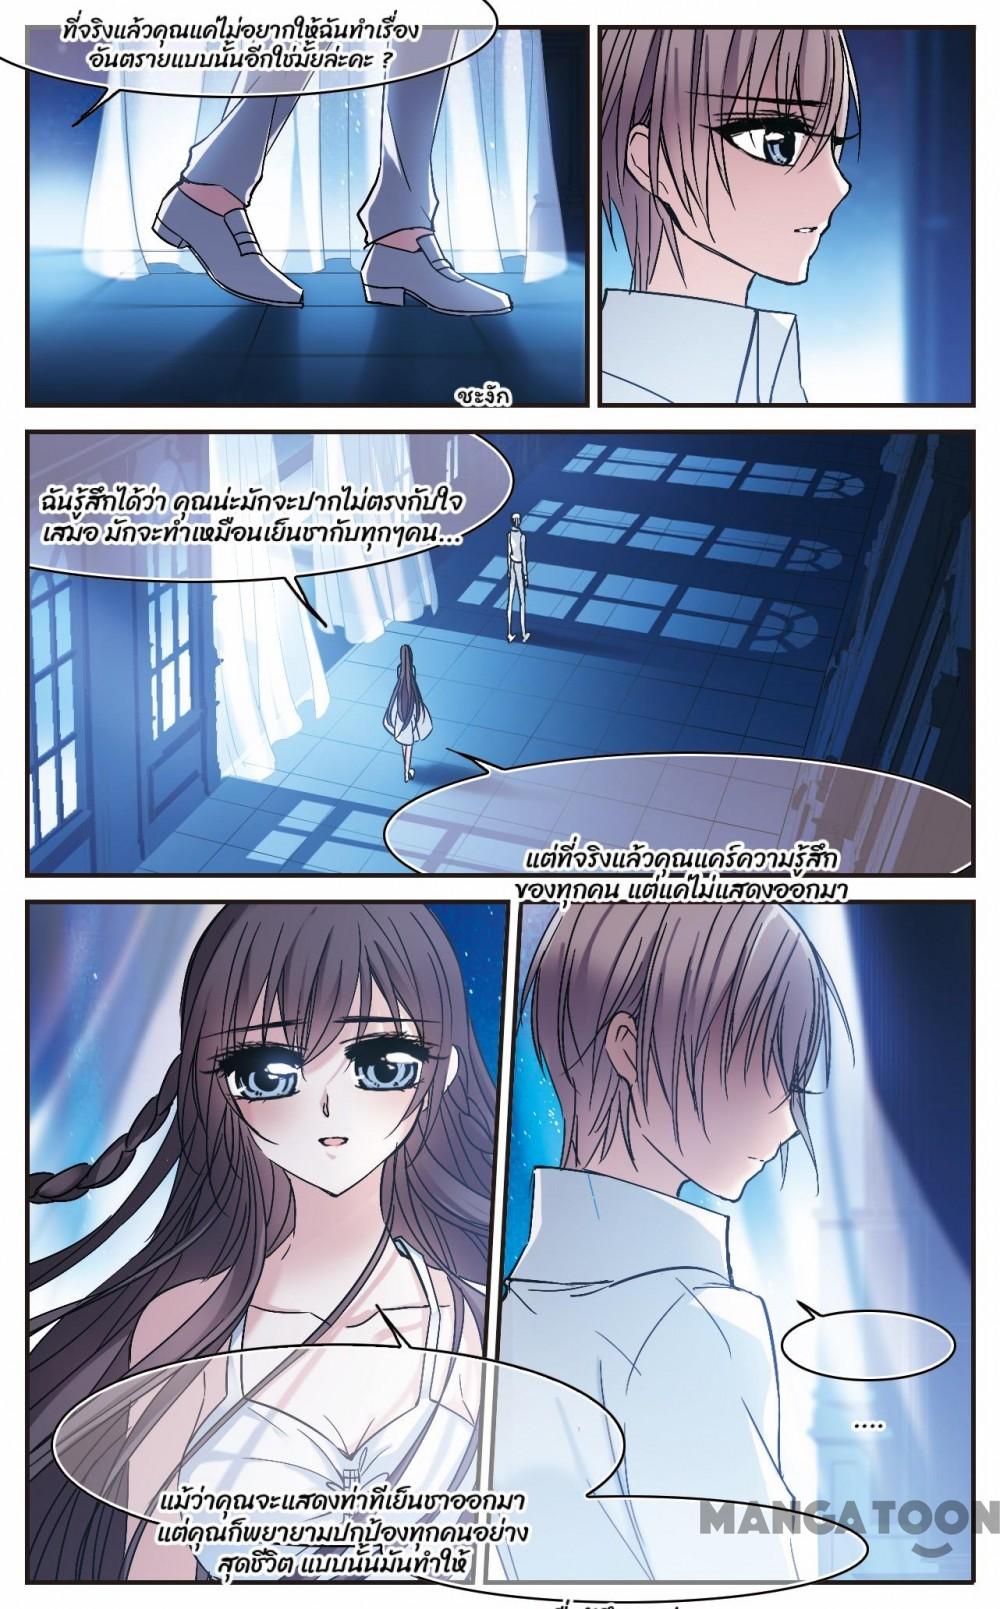 ที่จริงแล้วคุณแค่ไม่อยากให้ฉันทำเรื่อง
อันตรายแบบนั้นอีกใช่มั้ยล่ะคะ ?
ชะงัก
ฉันรู้สึกได้ว่า คุณน่ะมักจะปากไม่ตรงกับใจ
เสมอ มักจะทำเหมือนเย็นชากับทุกๆคน...
แต่ที่จริงแล้วคุณแคร์ความรู้สึก
ของทุกคน แต่แค่ไม่แสดงออกมา
....
แม้ว่าคุณจะแสดงท่าทีเย็นชาออกมา
แต่คุณก็พยายามปกป้องทุกคนอย่าง
สุดชีวิต แบบนั้นมันทำให้
MANGATOON